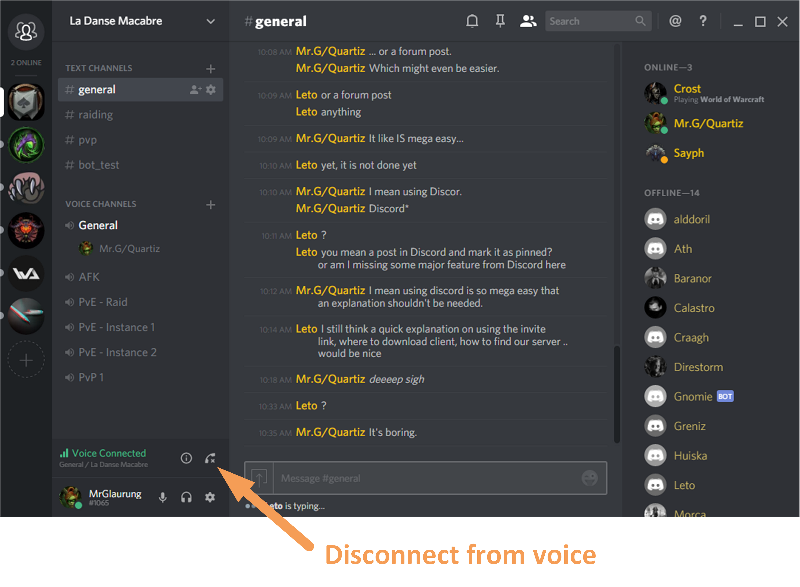 La Danse Macabre
2 ONLINE
TEXT CHANNELS
# general
# raiding
# pvp
# bot_test
VOICE CHANNELS
General
Mr.G/Quartiz
AFK
PvE - Raid
PvE - Instance 1
PvE - Instance 2
PvP 1
Voice Connected
General / La Danse Macabre
MrGlaurung
#1065
#general
Search
@
?
10:08 AM Mr.G/Quartiz ... or a forum post.
Mr.G/Quartiz Which might even be easier.
10:09 AM Leto or a forum post
Leto anything
10:09 AM Mr.G/Quartiz It like IS mega easy...
10:10 AM Leto yet, it is not done yet
10:10 AM Mr.G/Quartiz I mean using Discor.
Mr.G/Quartiz Discord*
10:11 AM Leto ?
Leto you mean a post in Discord and mark it as pinned?
or am I missing some major feature from Discord here
10:12 AM Mr.G/Quartiz I mean using discord is so mega easy that
an explanation shouldn't be needed.
10:14 AM Leto I still think a quick explanation on using the invite
link, where to download client, how to find our server ..
would be nice
10:18 AM Mr.G/Quartiz deeeep sigh
10:33 AM Leto ?
10:35 AM Mr.G/Quartiz It's boring.
Message #general
Leto is typing...
ONLINE—3
Crost
Playing World of Warcraft
Mr.G/Quartiz
Sayph
OFFLINE—14
alddoril
Ath
Baranor
Calastro
Craagh
Direstorm
Gnomie BOT
Greniz
Huiska
Leto
Morca
Disconnect from voice